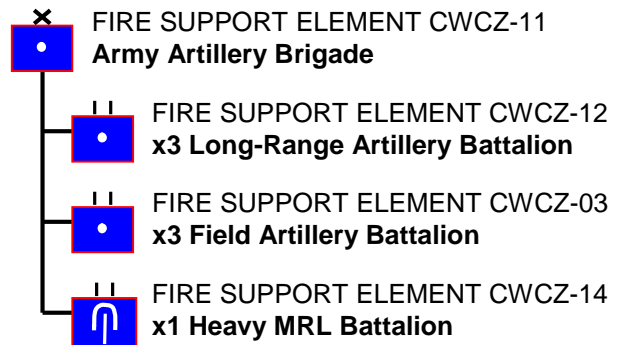 FIRE SUPPORT ELEMENT CWCZ-11
Army Artillery Brigade
FIRE SUPPORT ELEMENT CWCZ-12
x3 Long-Range Artillery Battalion
FIRE SUPPORT ELEMENT CWCZ-03
x3 Field Artillery Battalion
FIRE SUPPORT ELEMENT CWCZ-14
x1 Heavy MRL Battalion